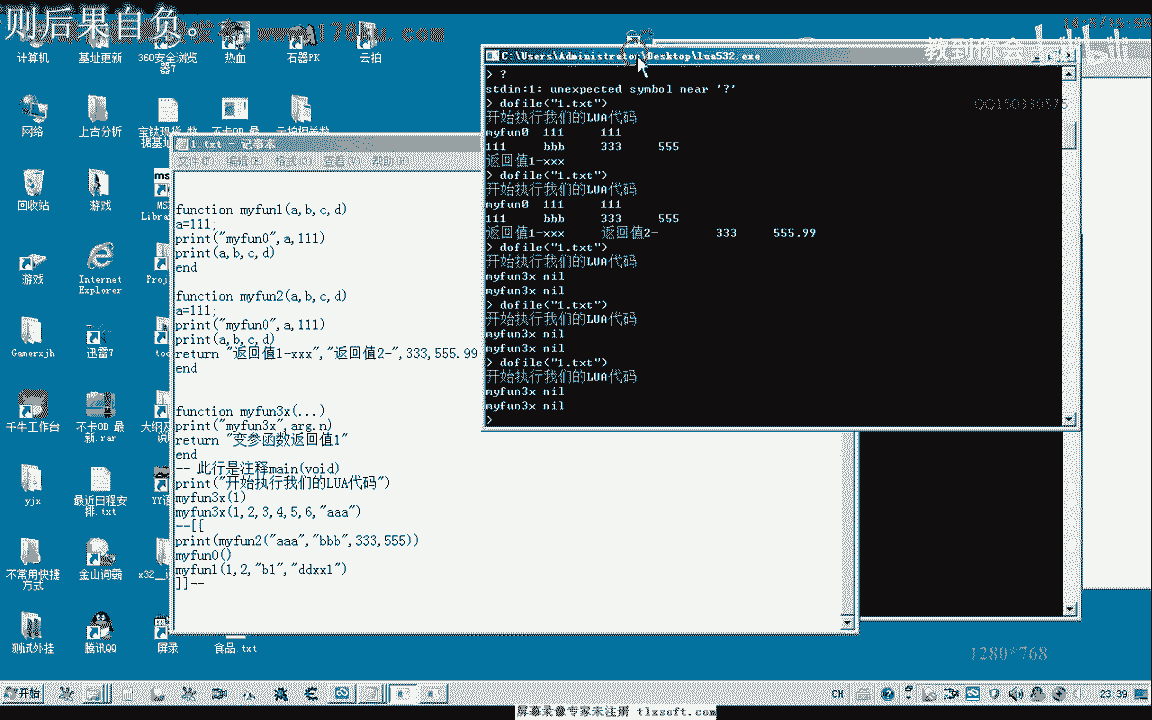 则后果自负。
计算机
基址更新
360安全浏览器7
热血
石器PK
云拍
网络
上古分析
回收站
游戏
游戏
Internet Explorer
Gamerxjh
迅雷7
千牛工作台
不卡OD 最新.rar
yjx
最近日程安排.txt
不常用快捷方式
金山词霸
测试外挂
腾讯QQ
屏录
食品.txt
1.txt - 记事本
文件(F) 编辑(E) 格式(O) 查看(V) 帮助(H)
function myfun1(a,b,c,d)
a=111;
print("myfun0",a,111)
print(a,b,c,d)
end
function myfun2(a,b,c,d)
a=111;
print("myfun0",a,111)
print(a,b,c,d)
return "返回值1-xxx","返回值2-",333,555.99
end
function myfun3x(...)
print("myfun3x",arg.n)
return "变参函数返回值1"
end
-- 此行是注释main(void)
print("开始执行我们的LUA代码")
myfun3x(1)
myfun3x(1,2,3,4,5,6,"aaa")
--[[
print(myfun2("aaa","bbb",333,555))
myfun0()
myfun1(1,2,"b1","ddxx1")
]]--
C:\Users\Administrator\Desktop\lua532.exe
> ?
stdin:1: unexpected symbol near '?'
> dofile("1.txt")
开始执行我们的LUA代码
myfun0 111 111
111 bbb 333 555
返回值1-xxx
> dofile("1.txt")
开始执行我们的LUA代码
myfun0 111 111
111 bbb 333 555
返回值1-xxx 返回值2- 333 555.99
> dofile("1.txt")
开始执行我们的LUA代码
myfun3x nil
myfun3x nil
> dofile("1.txt")
开始执行我们的LUA代码
myfun3x nil
myfun3x nil
> dofile("1.txt")
开始执行我们的LUA代码
myfun3x nil
myfun3x nil
>
教到你会
bilibili
QQ150330575
1280*768
开始
CH
23:39
屏幕录像专家未注册 tlxsoft.com